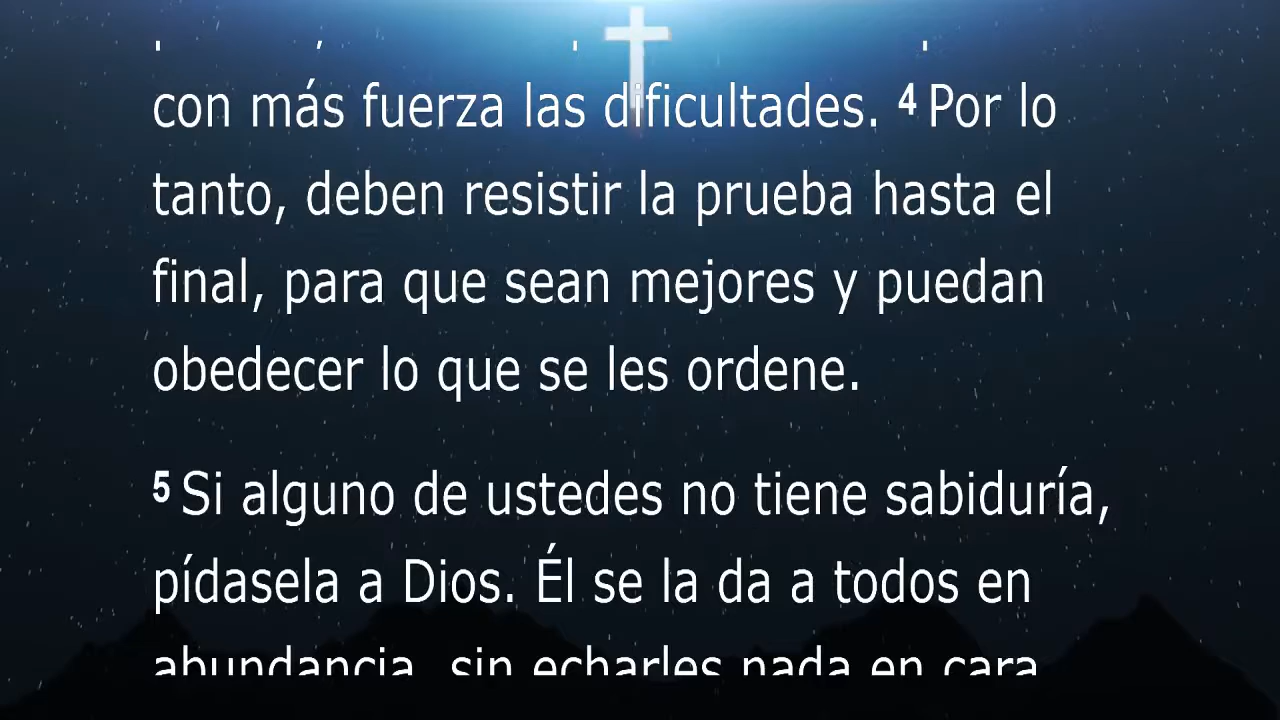 con más fuerza las dificultades. 4 Por lo
tanto, deben resistir la prueba hasta el
final, para que sean mejores y puedan
obedecer lo que se les ordene.
5 Si alguno de ustedes no tiene sabiduría,
pídasela a Dios. Él se la da a todos en
abundancia, sin echarles nada en cara.